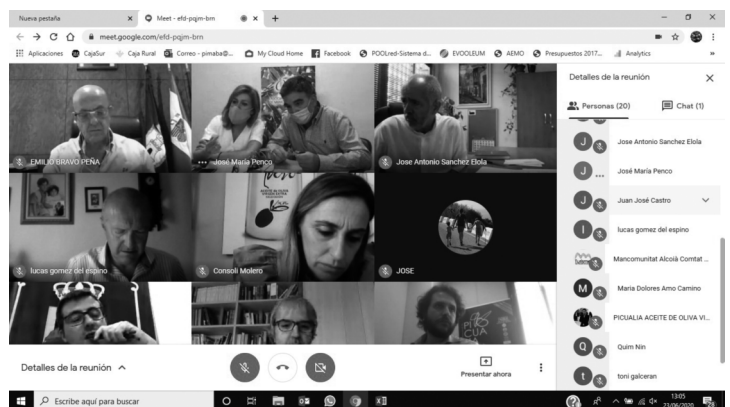 Nueva pestaña
Meet - efd-pqjm-brn
meet.google.com/efd-pqjm-brn
Aplicaciones CajaSur Caja Rural Correo - pimaba@... My Cloud Home Facebook POOLred-Sistema d... EVOOLEUM AEMO Presupuestos 2017... Analytics
Detalles de la reunión
Personas (20) Chat (1)
EMILIO BRAVO PEÑA
José María Penco
Jose Antonio Sanchez Elola
lucas gomez del espino
Consoli Molero
JOSE
J Jose Antonio Sanchez Elola
J José María Penco
J Juan José Castro
l lucas gomez del espino
Mancomunitat Alcoià Comtat ...
M Maria Dolores Amo Camino
PICUALIA ACEITE DE OLIVA VI...
Q Quim Nin
t toni galceran
Detalles de la reunión
Presentar ahora
Escribe aquí para buscar
13:05
23/06/2020
28